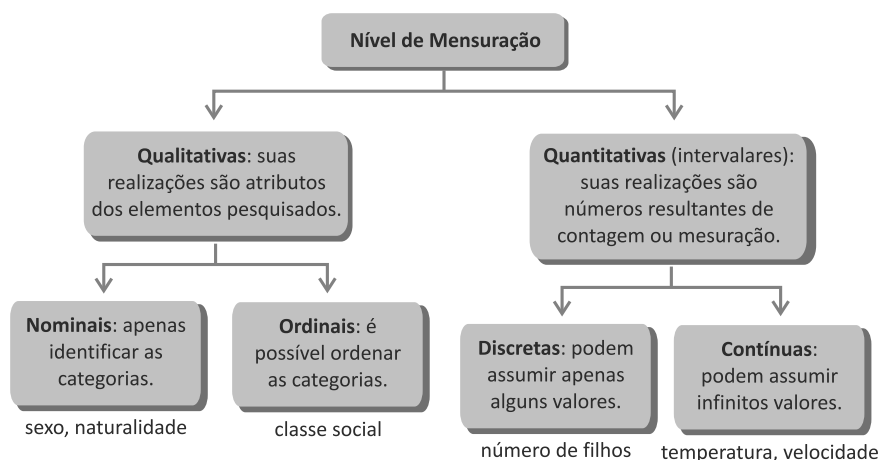 Nível de Mensuração
Qualitativas: suas
realizações são atributos
dos elementos pesquisados.
Quantitativas (intervalares):
suas realizações são
números resultantes de
contagem ou mesuração.
Nominais: apenas
identificar as
categorias.
sexo, naturalidade
Ordinais: é
possível ordenar
as categorias.
classe social
Discretas: podem
assumir apenas
alguns valores.
número de filhos
Contínuas:
podem assumir
infinitos valores.
temperatura, velocidade